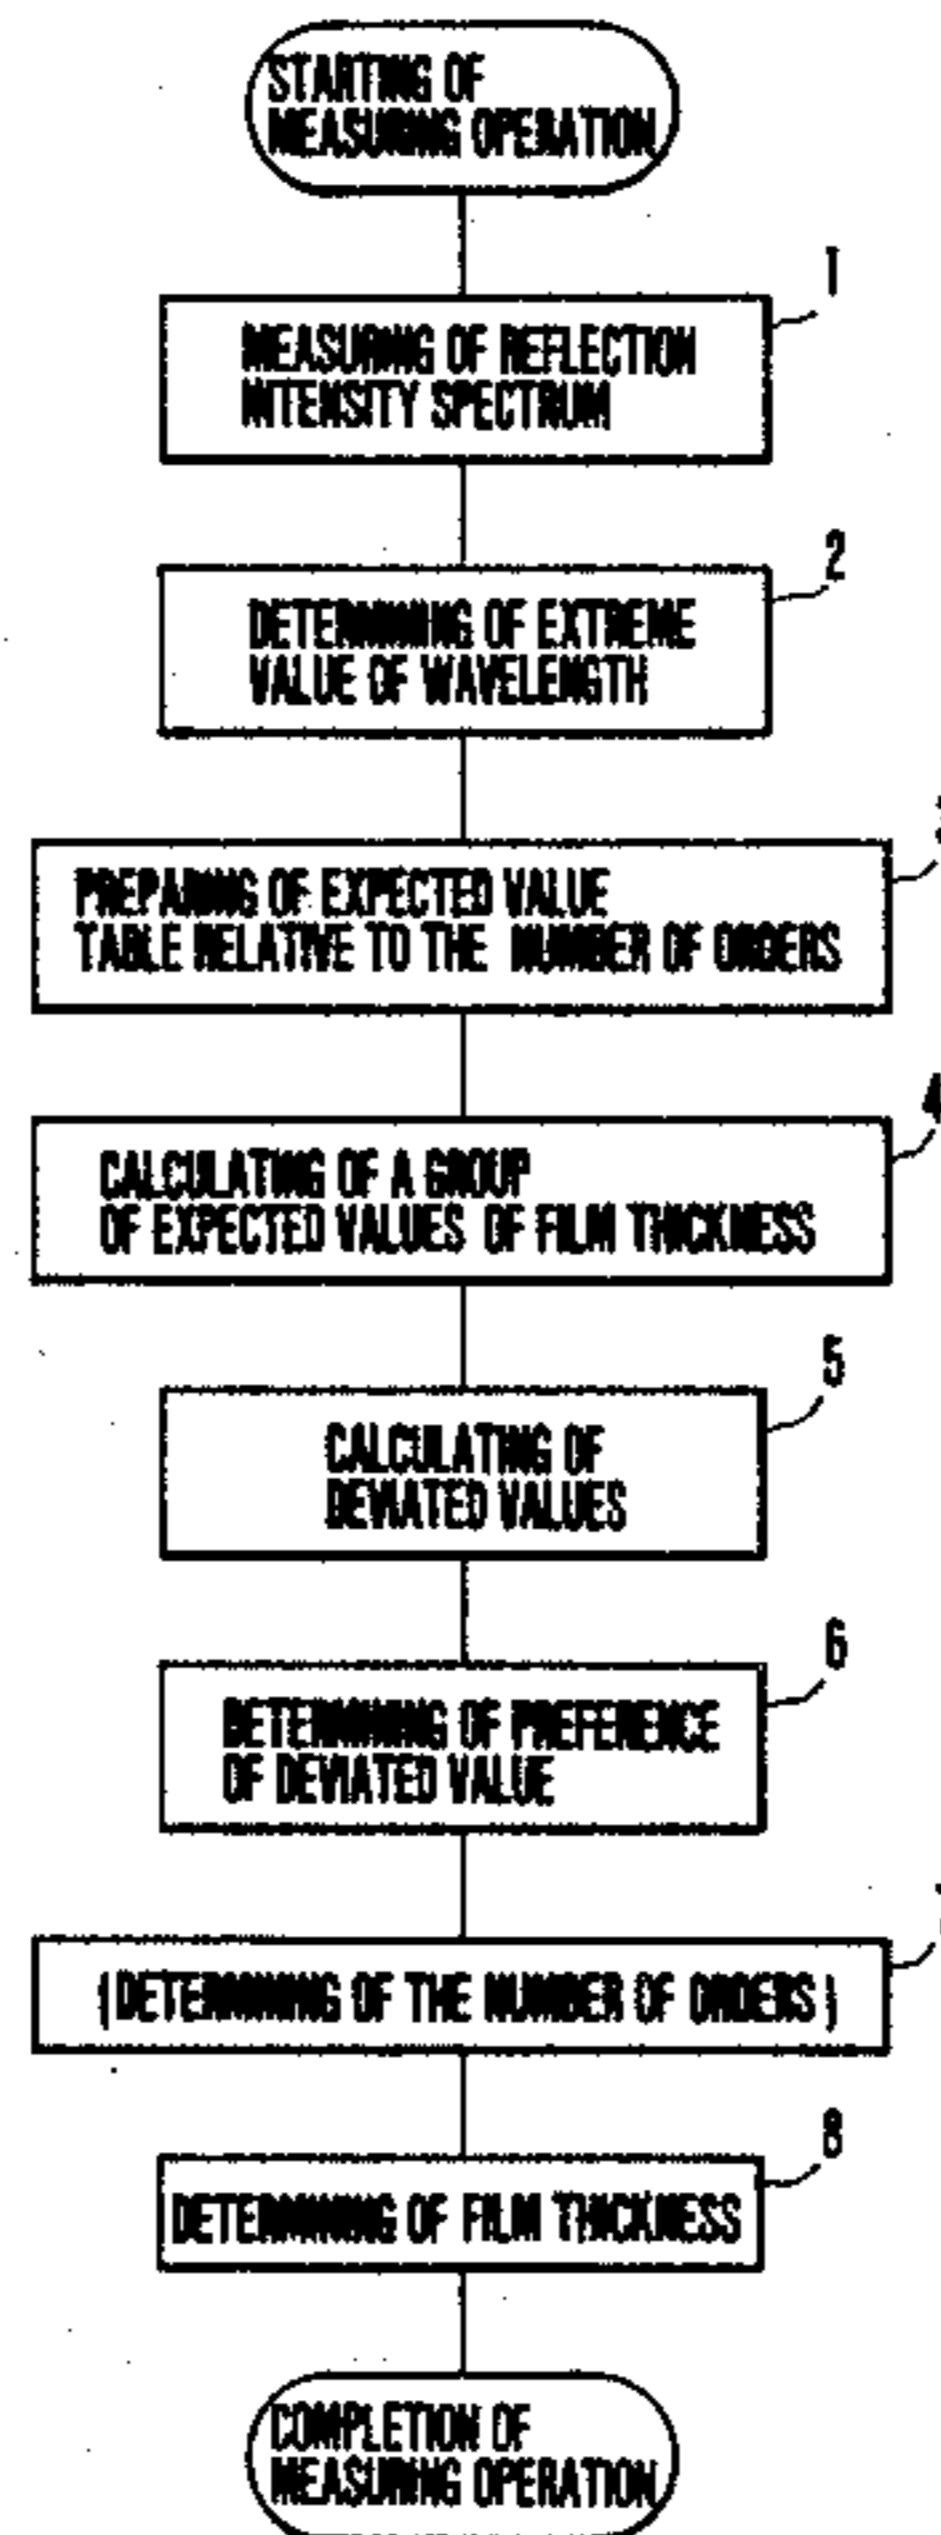 STARTING OF
MEASURING OPERATION
1
MEASURING OF REFLECTION
INTENSITY SPECTRUM
2
DETERMINING OF EXTREME
VALUE OF WAVELENGTH
PREPARING OF EXPECTED VALUE
TABLE RELATIVE TO THE NUMBER OF ORDERS
4
CALCULATING OF A GROUP
OF EXPECTED VALUES OF FILM THICKNESS
5
CALCULATING OF
DEVIATED VALUES
6
DETERMINING OF PREFERENCE
OF DEVIATED VALUE
(DETERMINING OF THE NUMBER OF ORDERS)
8
DETERMINING OF FILM THICKNESS
COMPLETION OF
MEASURING OPERATION